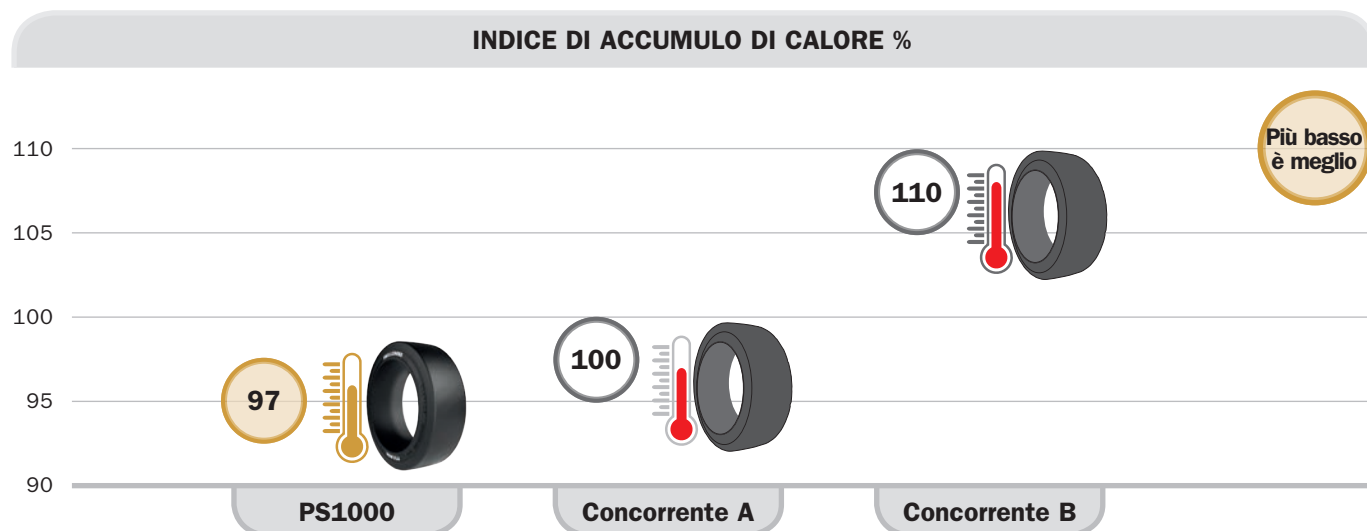 INDICE DI ACCUMULO DI CALORE %
Più basso
è meglio
110
105
100
95
90
97
100
110
PS1000
Concorrente A
Concorrente B